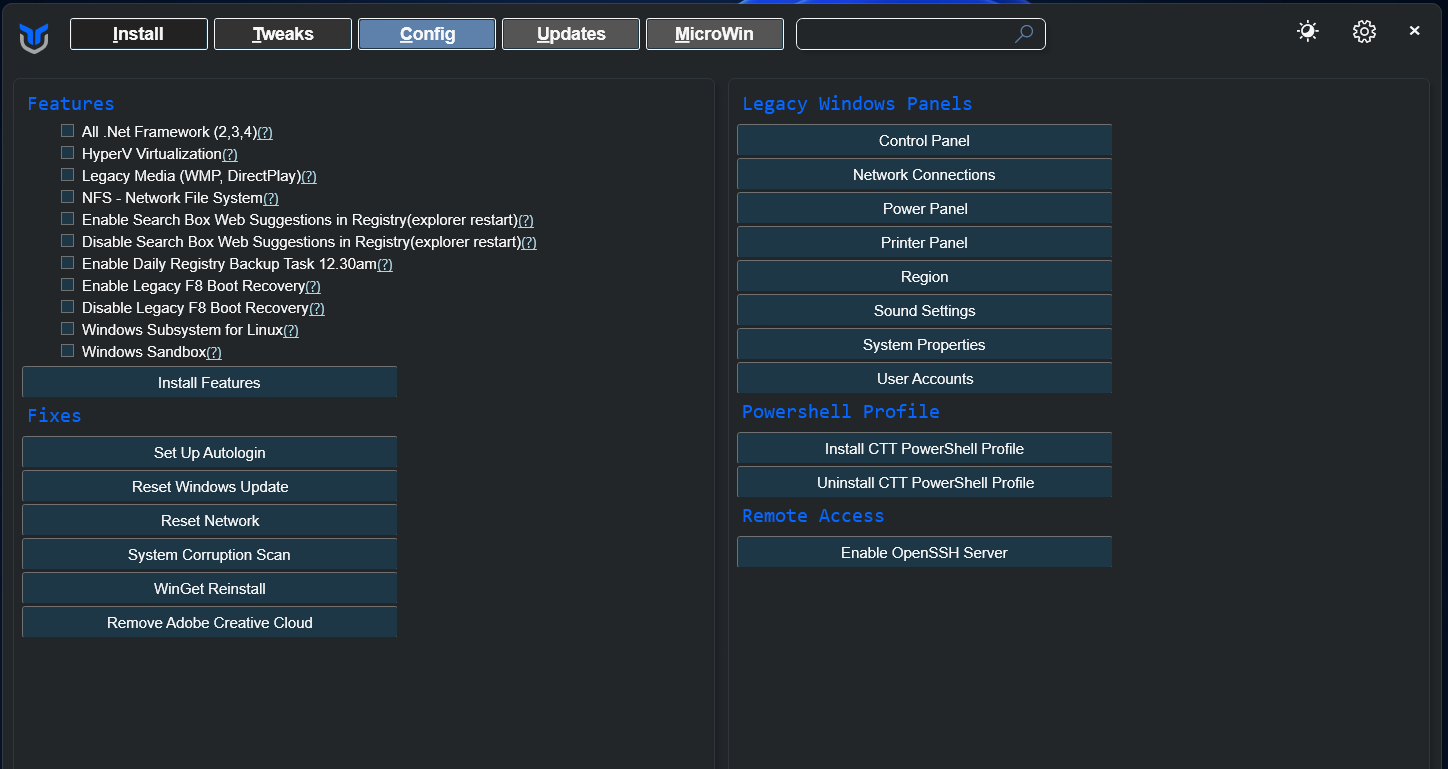 Install Tweaks Config Updates MicroWin
Features
All .Net Framework (2,3,4)(?)
HyperV Virtualization(?)
Legacy Media (WMP, DirectPlay)(?)
NFS - Network File System(?)
Enable Search Box Web Suggestions in Registry(explorer restart)(?)
Disable Search Box Web Suggestions in Registry(explorer restart)(?)
Enable Daily Registry Backup Task 12.30am(?)
Enable Legacy F8 Boot Recovery(?)
Disable Legacy F8 Boot Recovery(?)
Windows Subsystem for Linux(?)
Windows Sandbox(?)
Install Features
Fixes
Set Up Autologin
Reset Windows Update
Reset Network
System Corruption Scan
WinGet Reinstall
Remove Adobe Creative Cloud
Legacy Windows Panels
Control Panel
Network Connections
Power Panel
Printer Panel
Region
Sound Settings
System Properties
User Accounts
Powershell Profile
Install CTT PowerShell Profile
Uninstall CTT PowerShell Profile
Remote Access
Enable OpenSSH Server